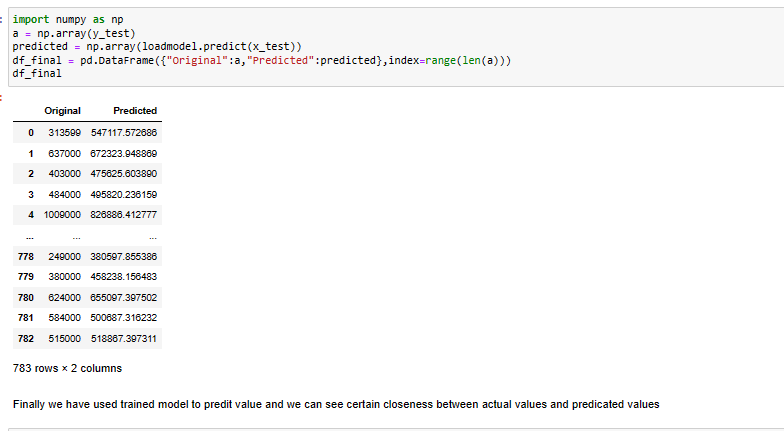 import numpy as np
a = np.array(y_test)
predicted = np.array(loadmodel.predict(x_test))
df_final = pd.DataFrame({"Original":a,"Predicted":predicted},index=range(len(a)))
df_final
Original Predicted
0 313599 547117.572686
1 637000 672323.948869
2 403000 475625.603890
3 484000 495820.236159
4 1009000 826886.412777
... ... ...
778 249000 380597.855386
779 380000 458238.156483
780 624000 655097.397502
781 584000 500687.316232
782 515000 518867.397311
783 rows × 2 columns
Finally we have used trained model to predit value and we can see certain closeness between actual values and predicated values